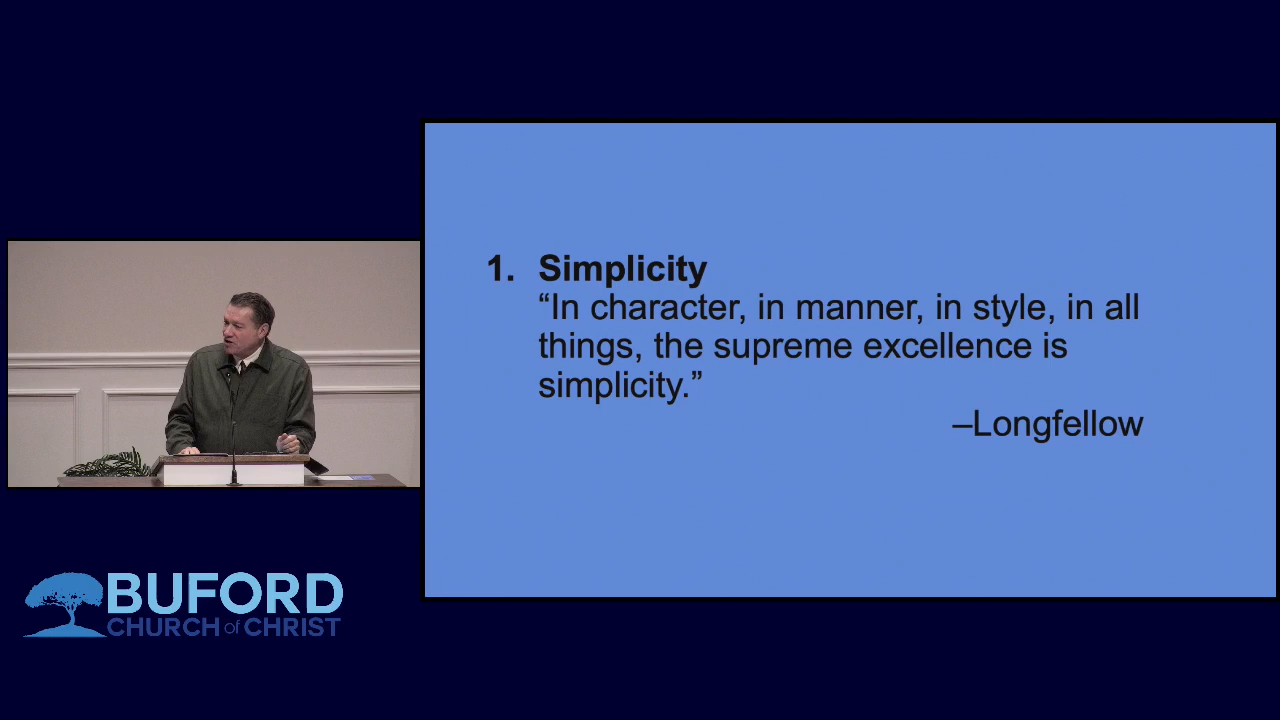 1. Simplicity
“In character, in manner, in style, in all
things, the supreme excellence is
simplicity.”
–Longfellow
BUFORD
CHURCH of CHRIST